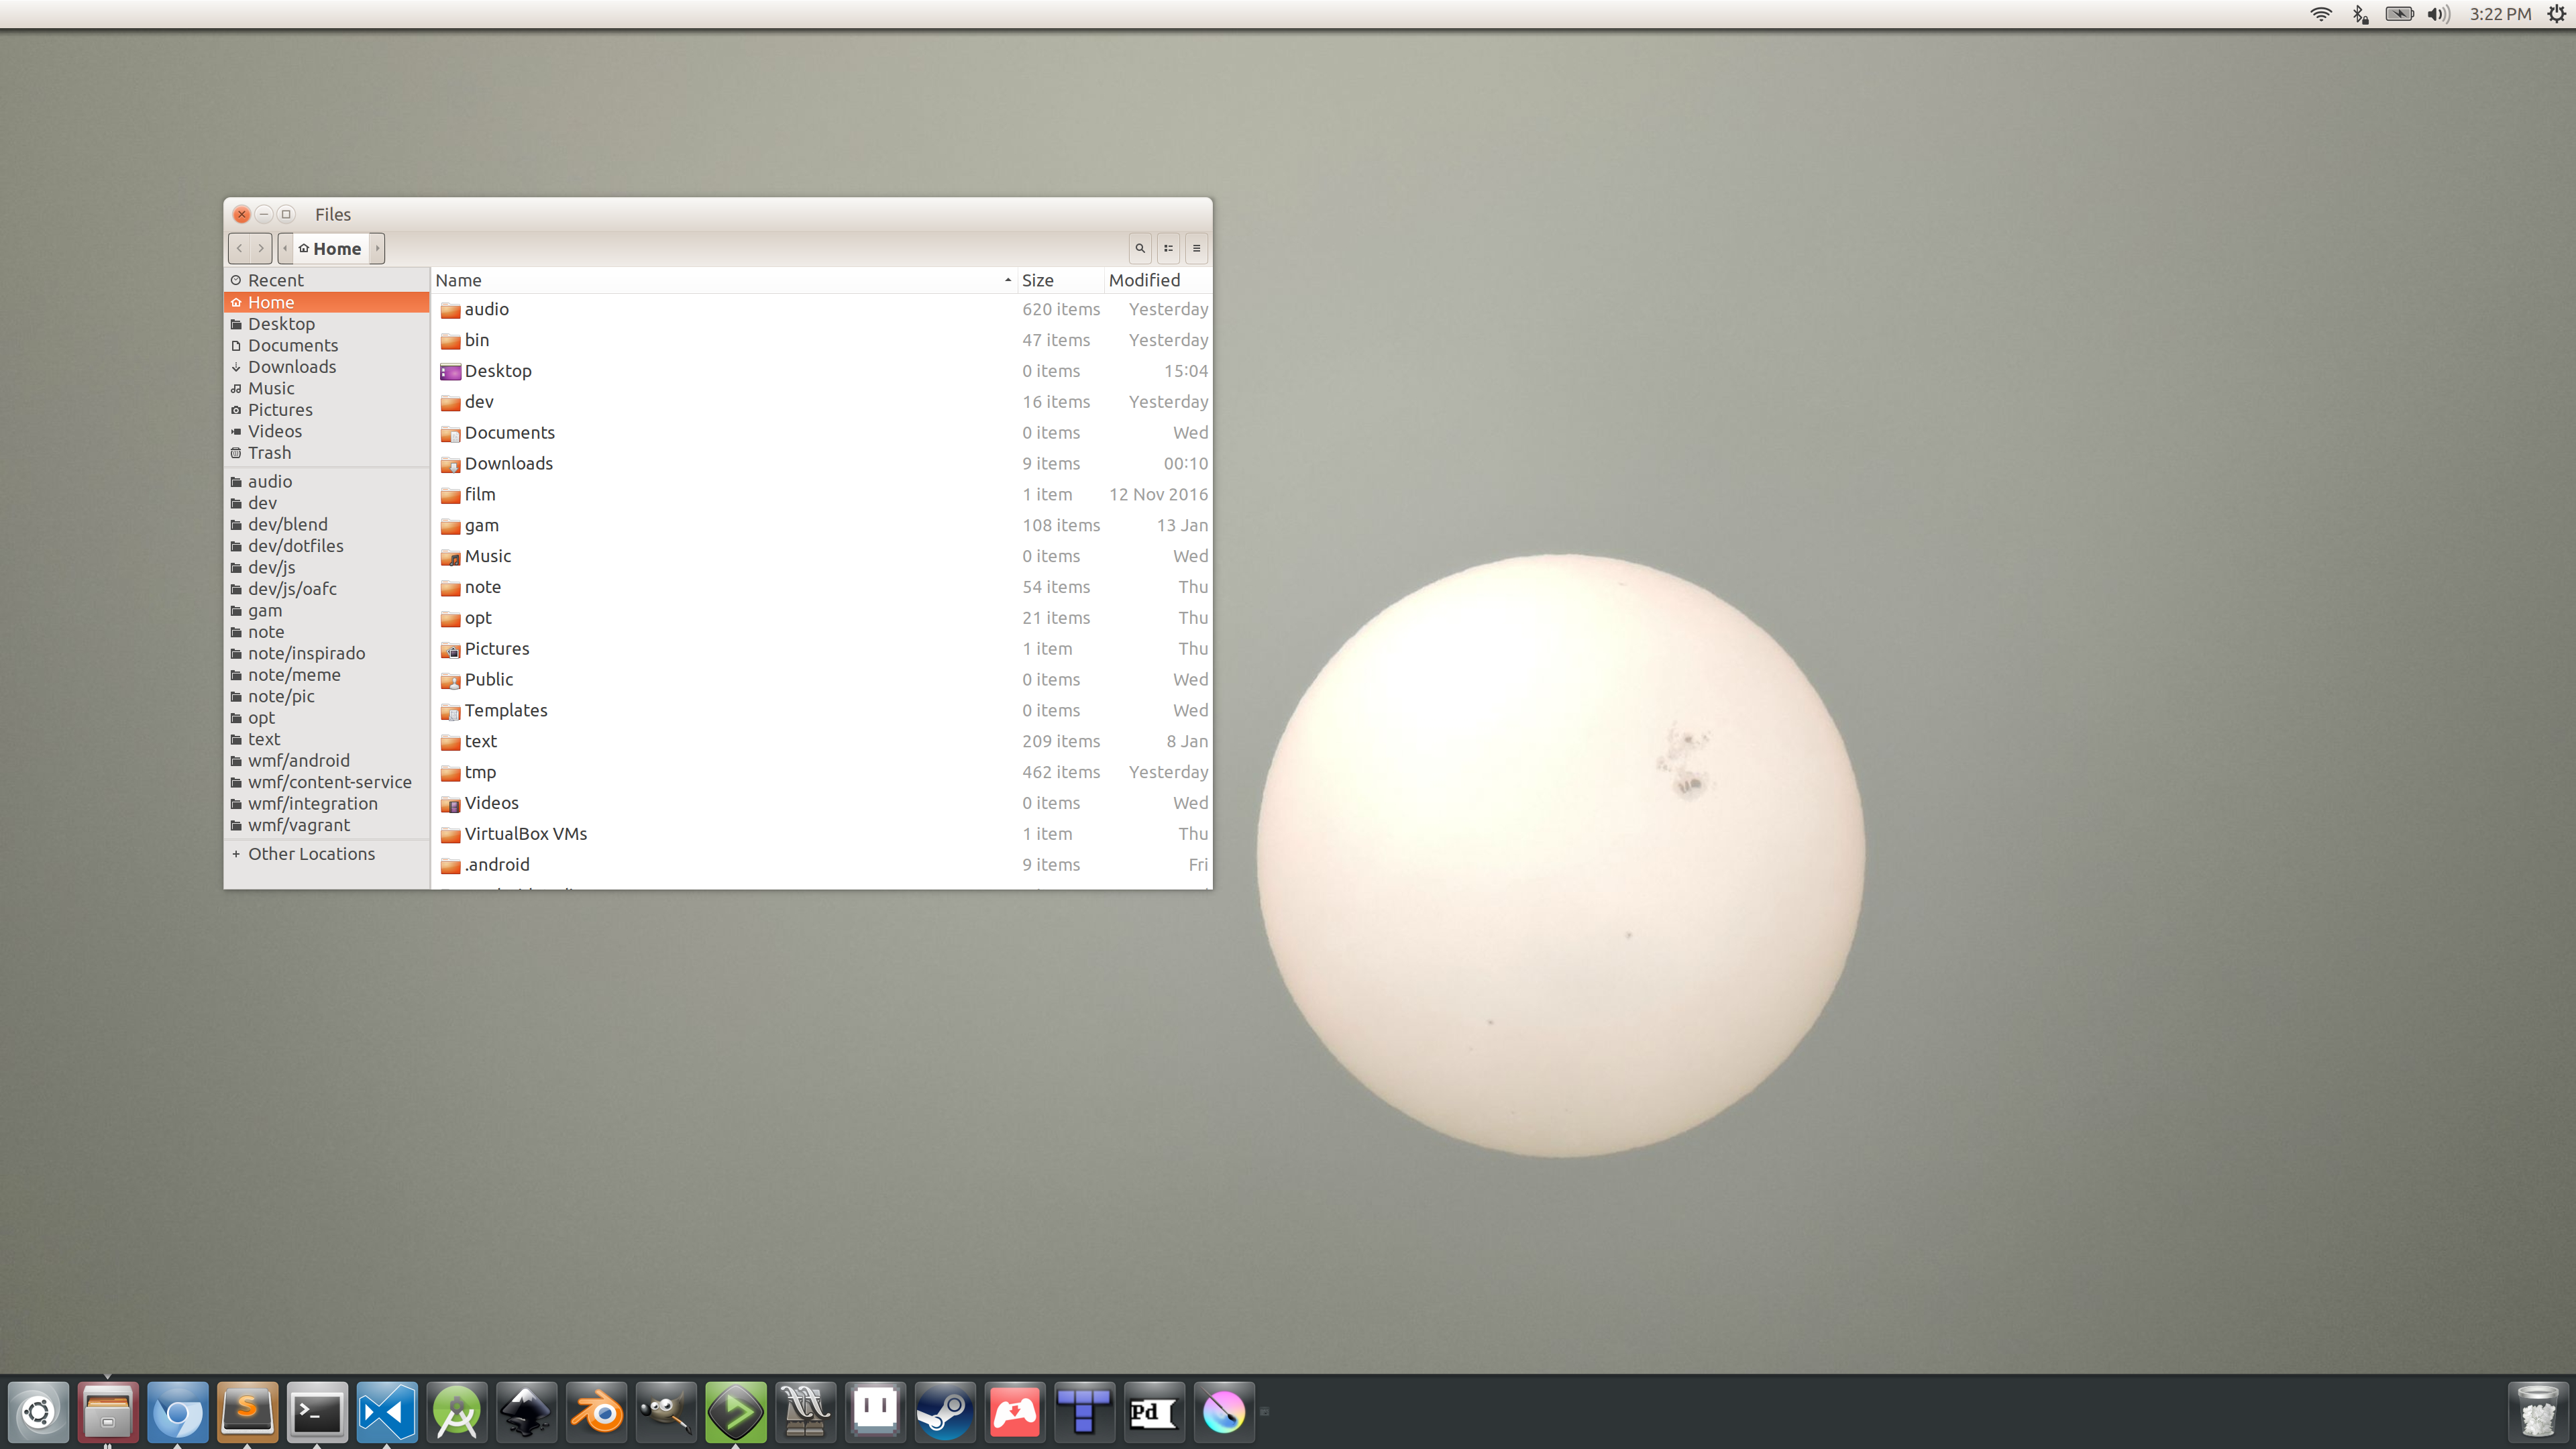 3:22 PM
Files
Home
Recent
Home
Desktop
Documents
Downloads
Music
Pictures
Videos
Trash
audio
dev
dev/blend
dev/dotfiles
dev/js
dev/js/oafc
gam
note
note/inspirado
note/meme
note/pic
opt
text
wmf/android
wmf/content-service
wmf/integration
wmf/vagrant
Other Locations
Name Size Modified
audio 620 items Yesterday
bin 47 items Yesterday
Desktop 0 items 15:04
dev 16 items Yesterday
Documents 0 items Wed
Downloads 9 items 00:10
film 1 item 12 Nov 2016
gam 108 items 13 Jan
Music 0 items Wed
note 54 items Thu
opt 21 items Thu
Pictures 1 item Thu
Public 0 items Wed
Templates 0 items Wed
text 209 items 8 Jan
tmp 462 items Yesterday
Videos 0 items Wed
VirtualBox VMs 1 item Thu
.android 9 items Fri
S
>_
Pd